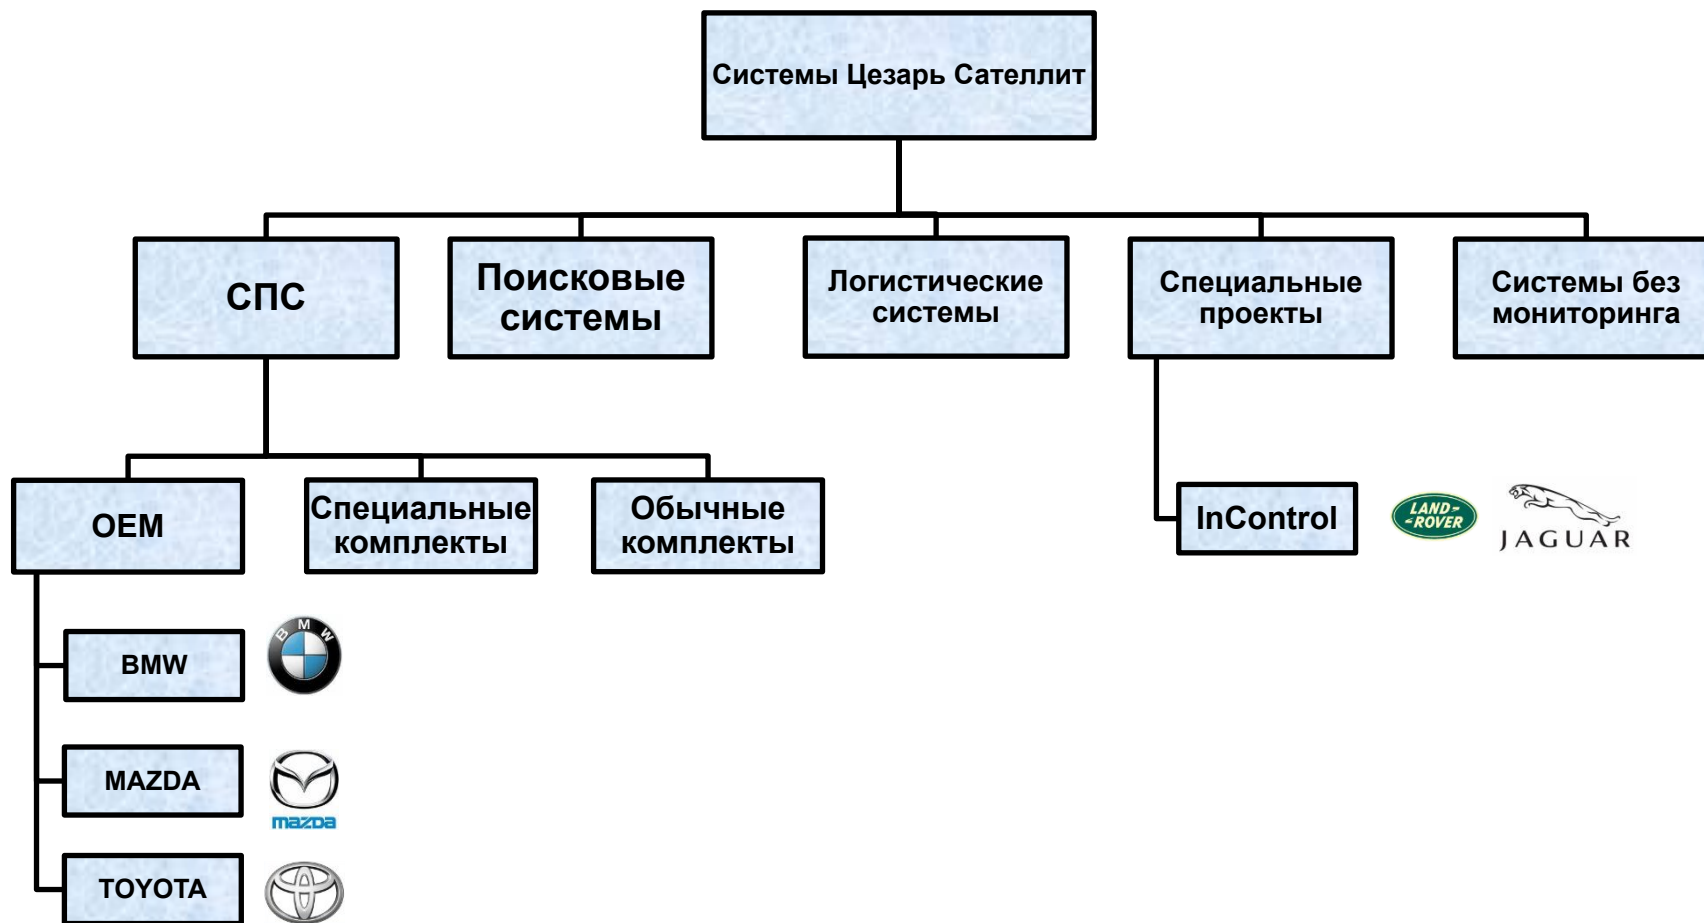 Системы Цезарь Сателлит
СПС
Поисковые
системы
Логистические
системы
Специальные
проекты
Системы без
мониторинга
OEM
Специальные
комплекты
Обычные
комплекты
InControl
LAND-
-ROVER
JAGUAR
BMW
BMW
MAZDA
mazda
TOYOTA